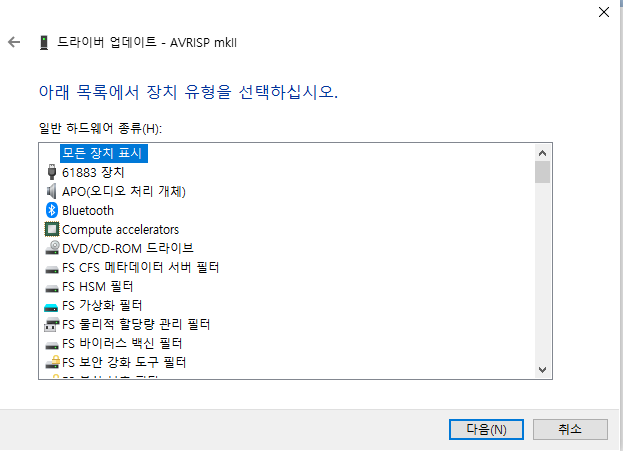 드라이버 업데이트 - AVRISP mkII
아래 목록에서 장치 유형을 선택하십시오.
일반 하드웨어 종류(H):
모든 장치 표시
61883 장치
APO(오디오 처리 개체)
Bluetooth
Compute accelerators
DVD/CD-ROM 드라이브
FS CFS 메타데이터 서버 필터
FS HSM 필터
FS 가상화 필터
FS 물리적 할당량 관리 필터
FS 바이러스 백신 필터
FS 보안 강화 도구 필터
다음(N)
취소